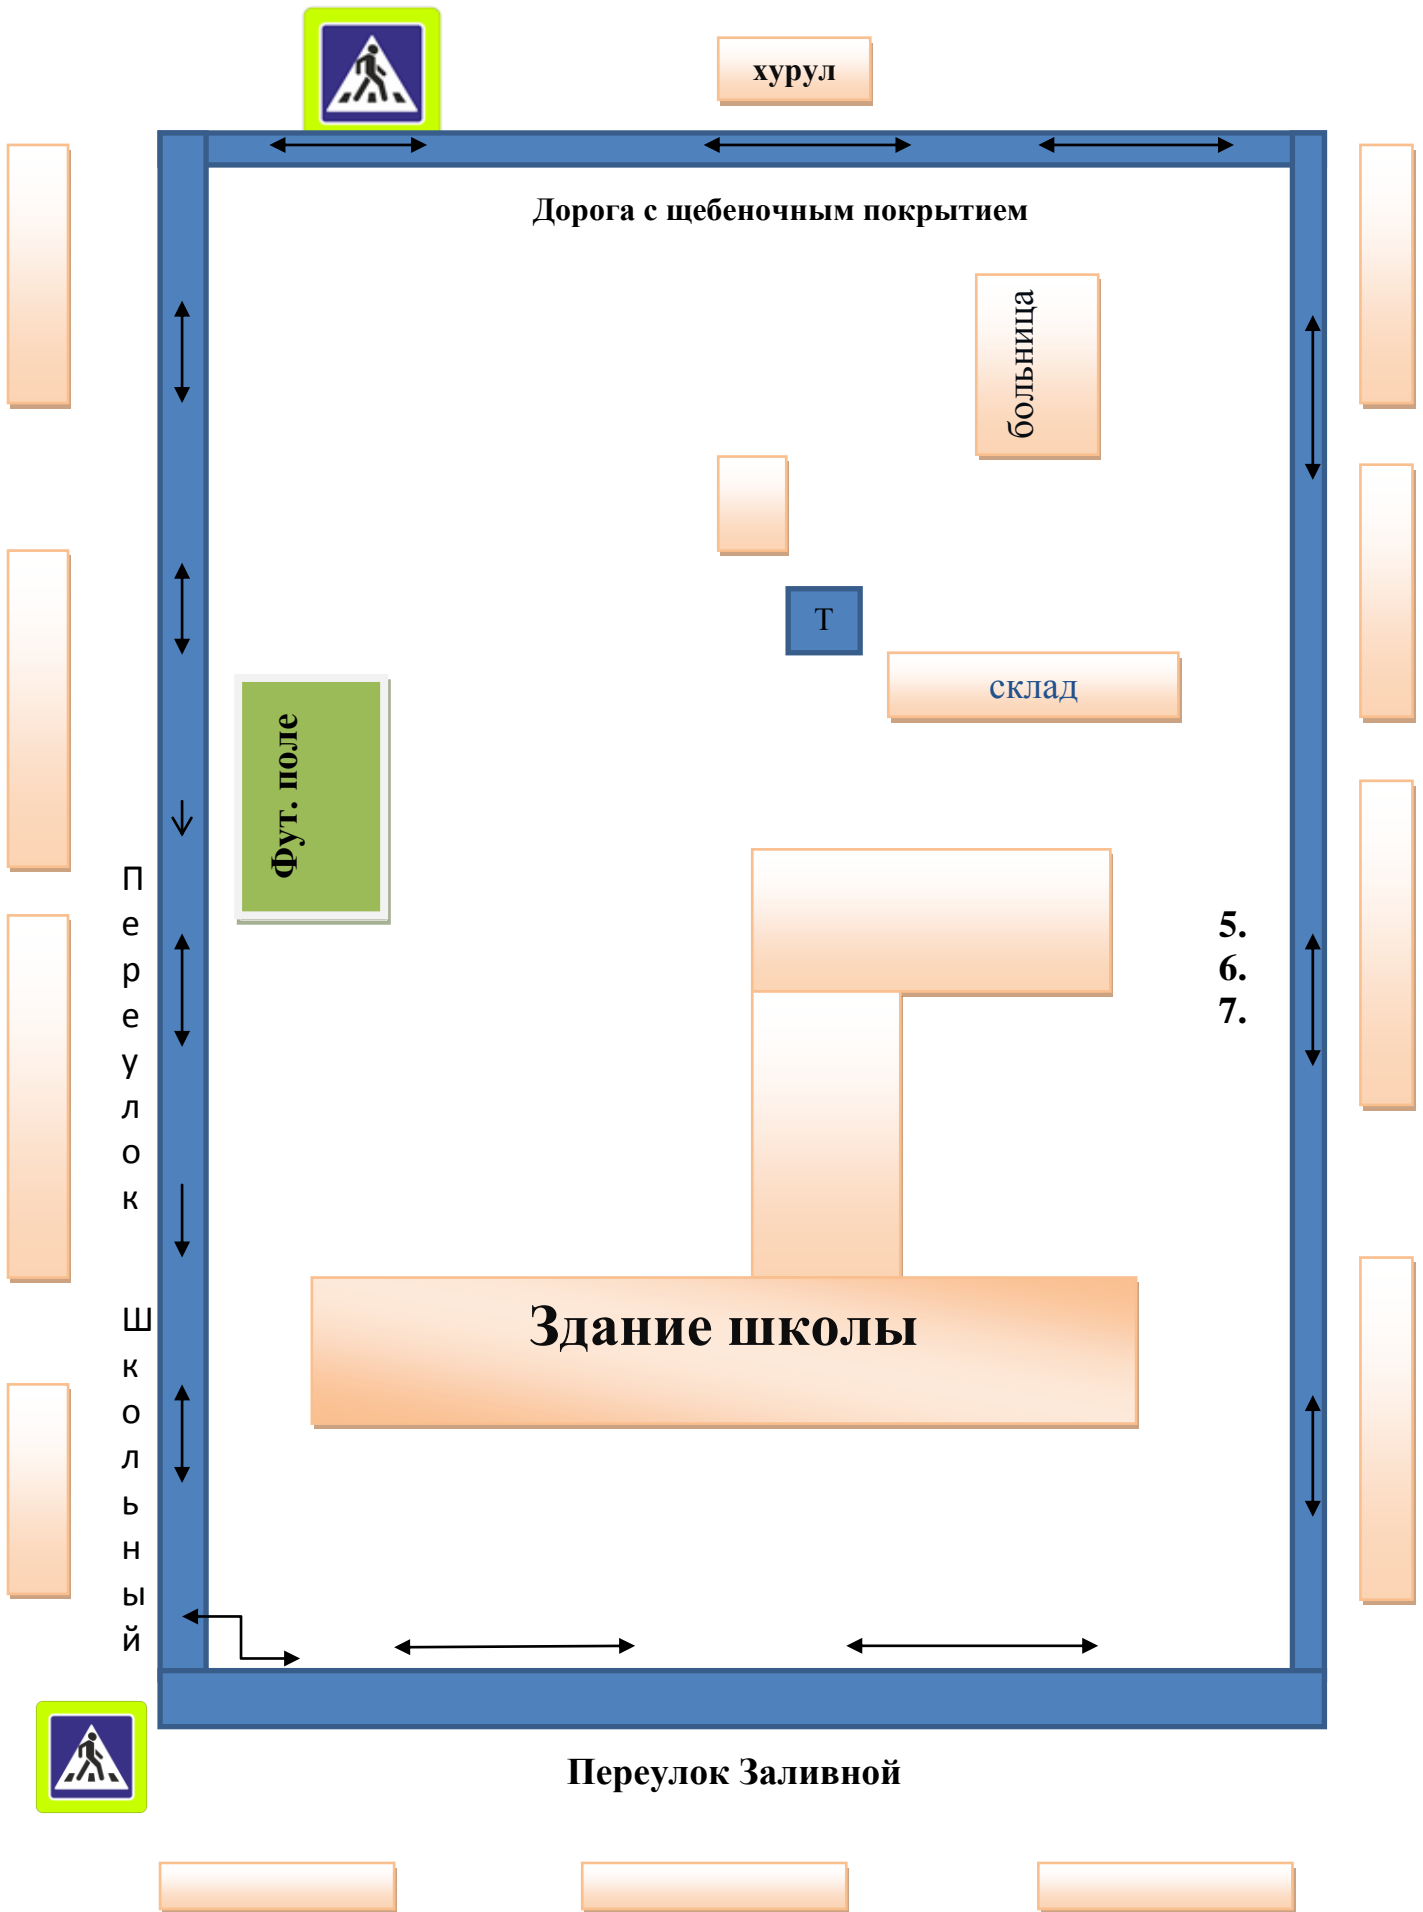 хурул
Дорога с щебеночным покрытием
больница
Т
склад
Фут. поле
Переулок Школьный
5.
6.
7.
Здание школы
Переулок Заливной